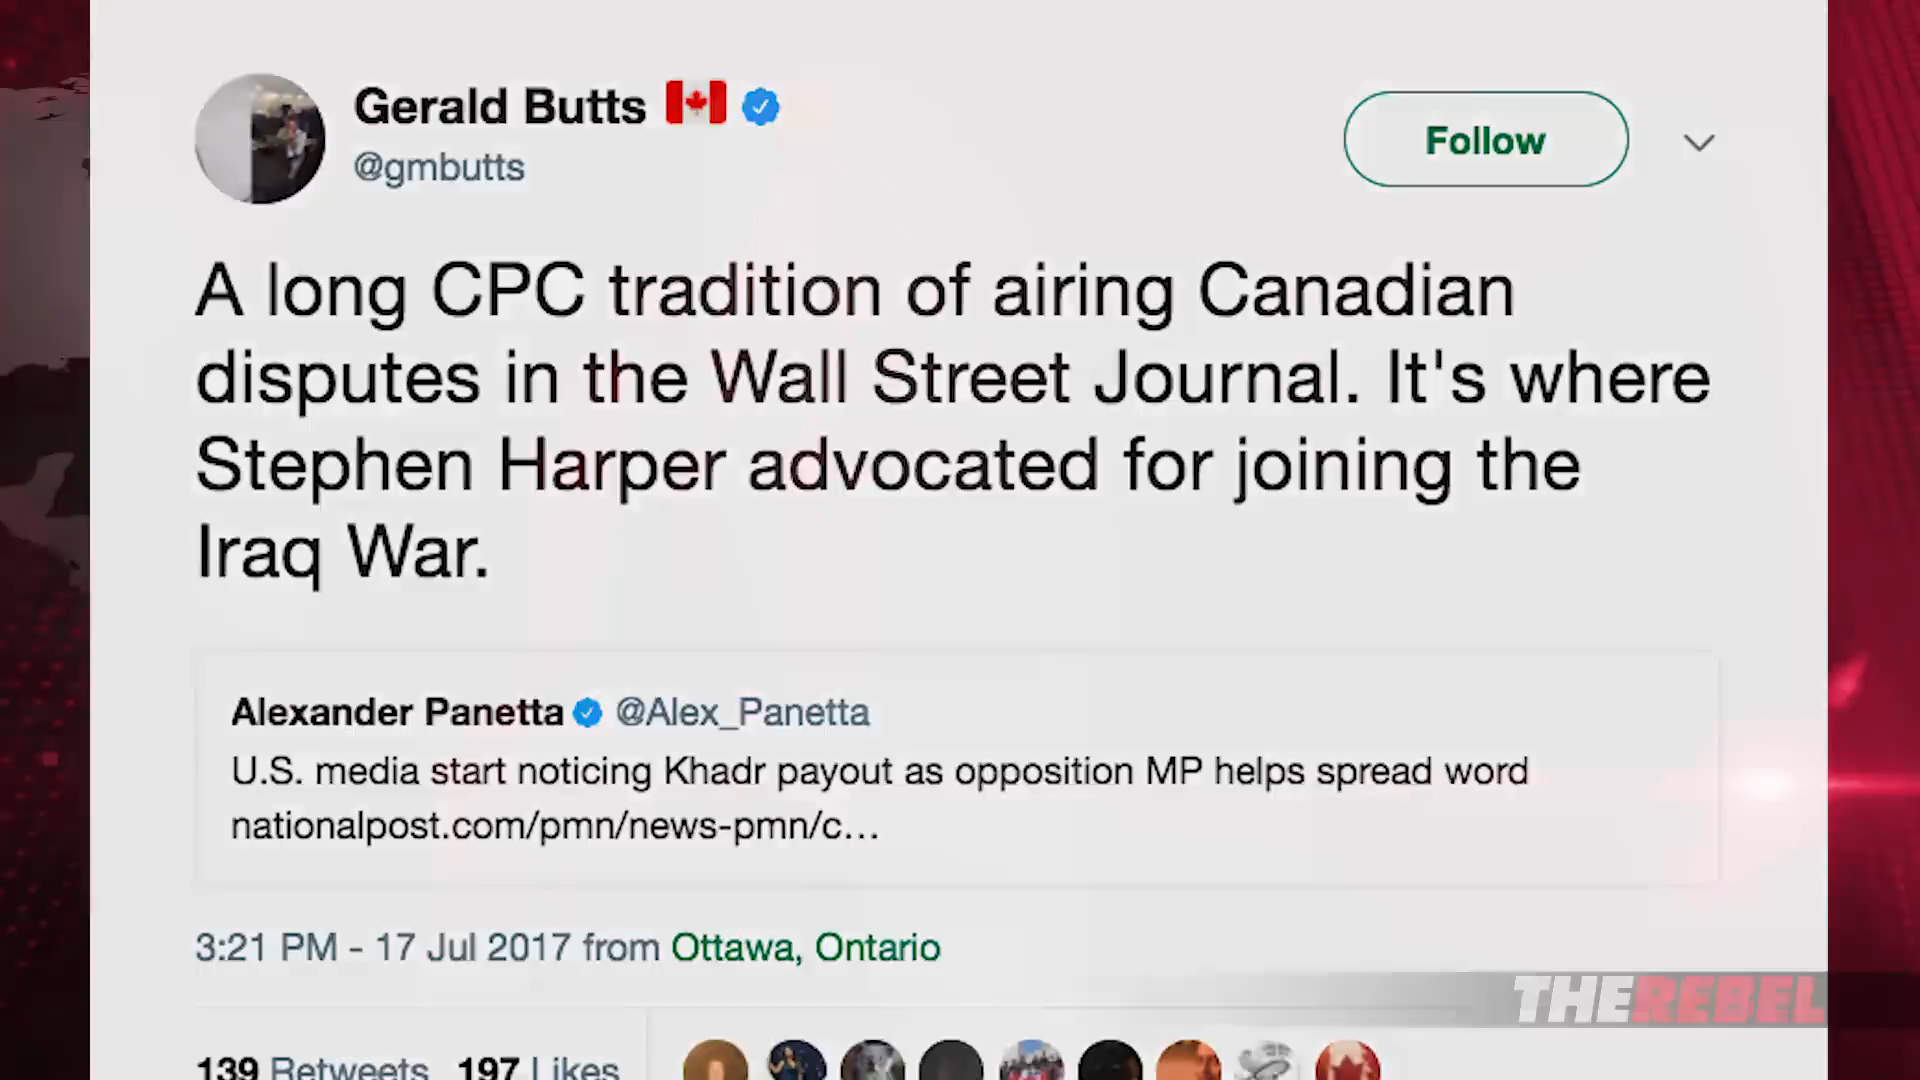 Gerald Butts
@gmbutts
Follow
A long CPC tradition of airing Canadian
disputes in the Wall Street Journal. It's where
Stephen Harper advocated for joining the
Iraq War.
Alexander Panetta @Alex_Panetta
U.S. media start noticing Khadr payout as opposition MP helps spread word
nationalpost.com/pmn/news-pmn/c...
3:21 PM - 17 Jul 2017 from Ottawa, Ontario
THEREBEL
139 Retweets 197 Likes